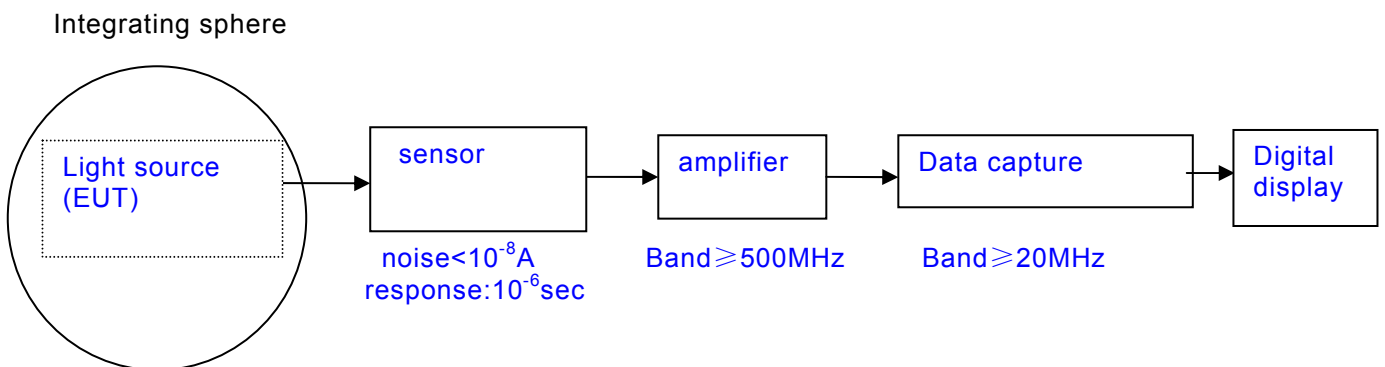 Integrating sphere
Light source
(EUT)
sensor
amplifier
Data capture
Digital
display
noise<10⁻⁸A
response:10⁻⁶sec
Band≥500MHz
Band≥20MHz